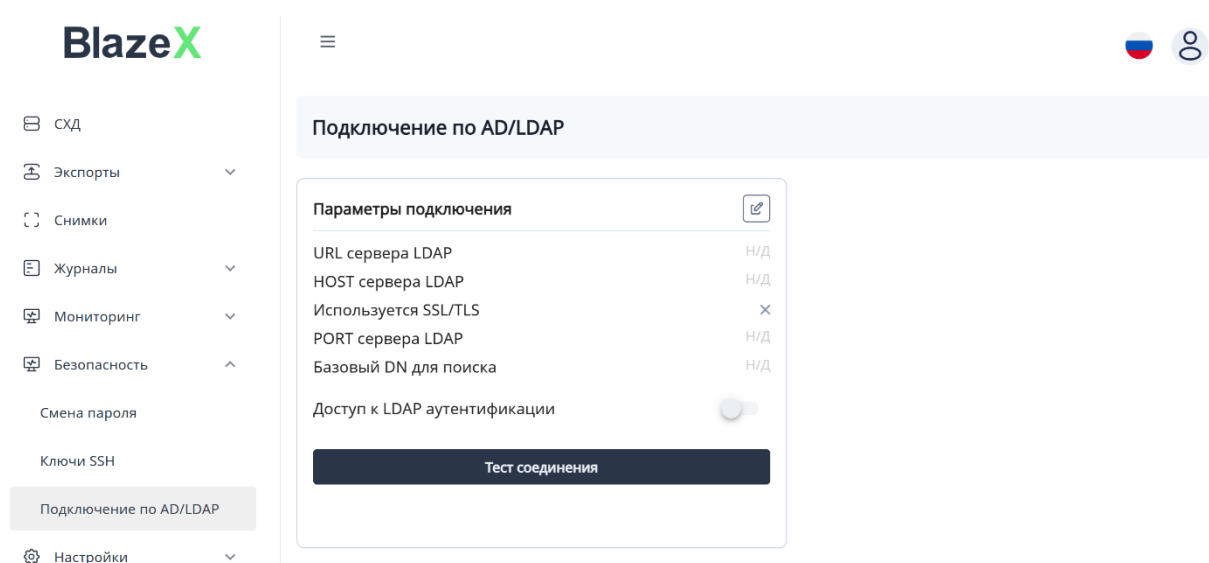 BlazeX
СХД
Экспорты
Снимки
Журналы
Мониторинг
Безопасность
Смена пароля
Ключи SSH
Подключение по AD/LDAP
Настройки
Подключение по AD/LDAP
Параметры подключения
URL сервера LDAP Н/Д
HOST сервера LDAP Н/Д
Используется SSL/TLS
PORT сервера LDAP Н/Д
Базовый DN для поиска Н/Д
Доступ к LDAP аутентификации
Тест соединения